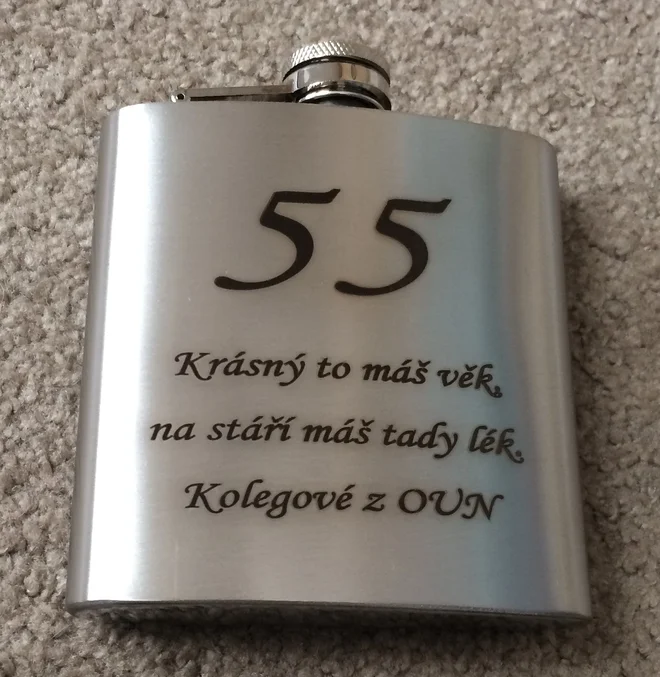 55
Krásný to máš věk,
na stáří máš tady lék.
Kolegové z OUN